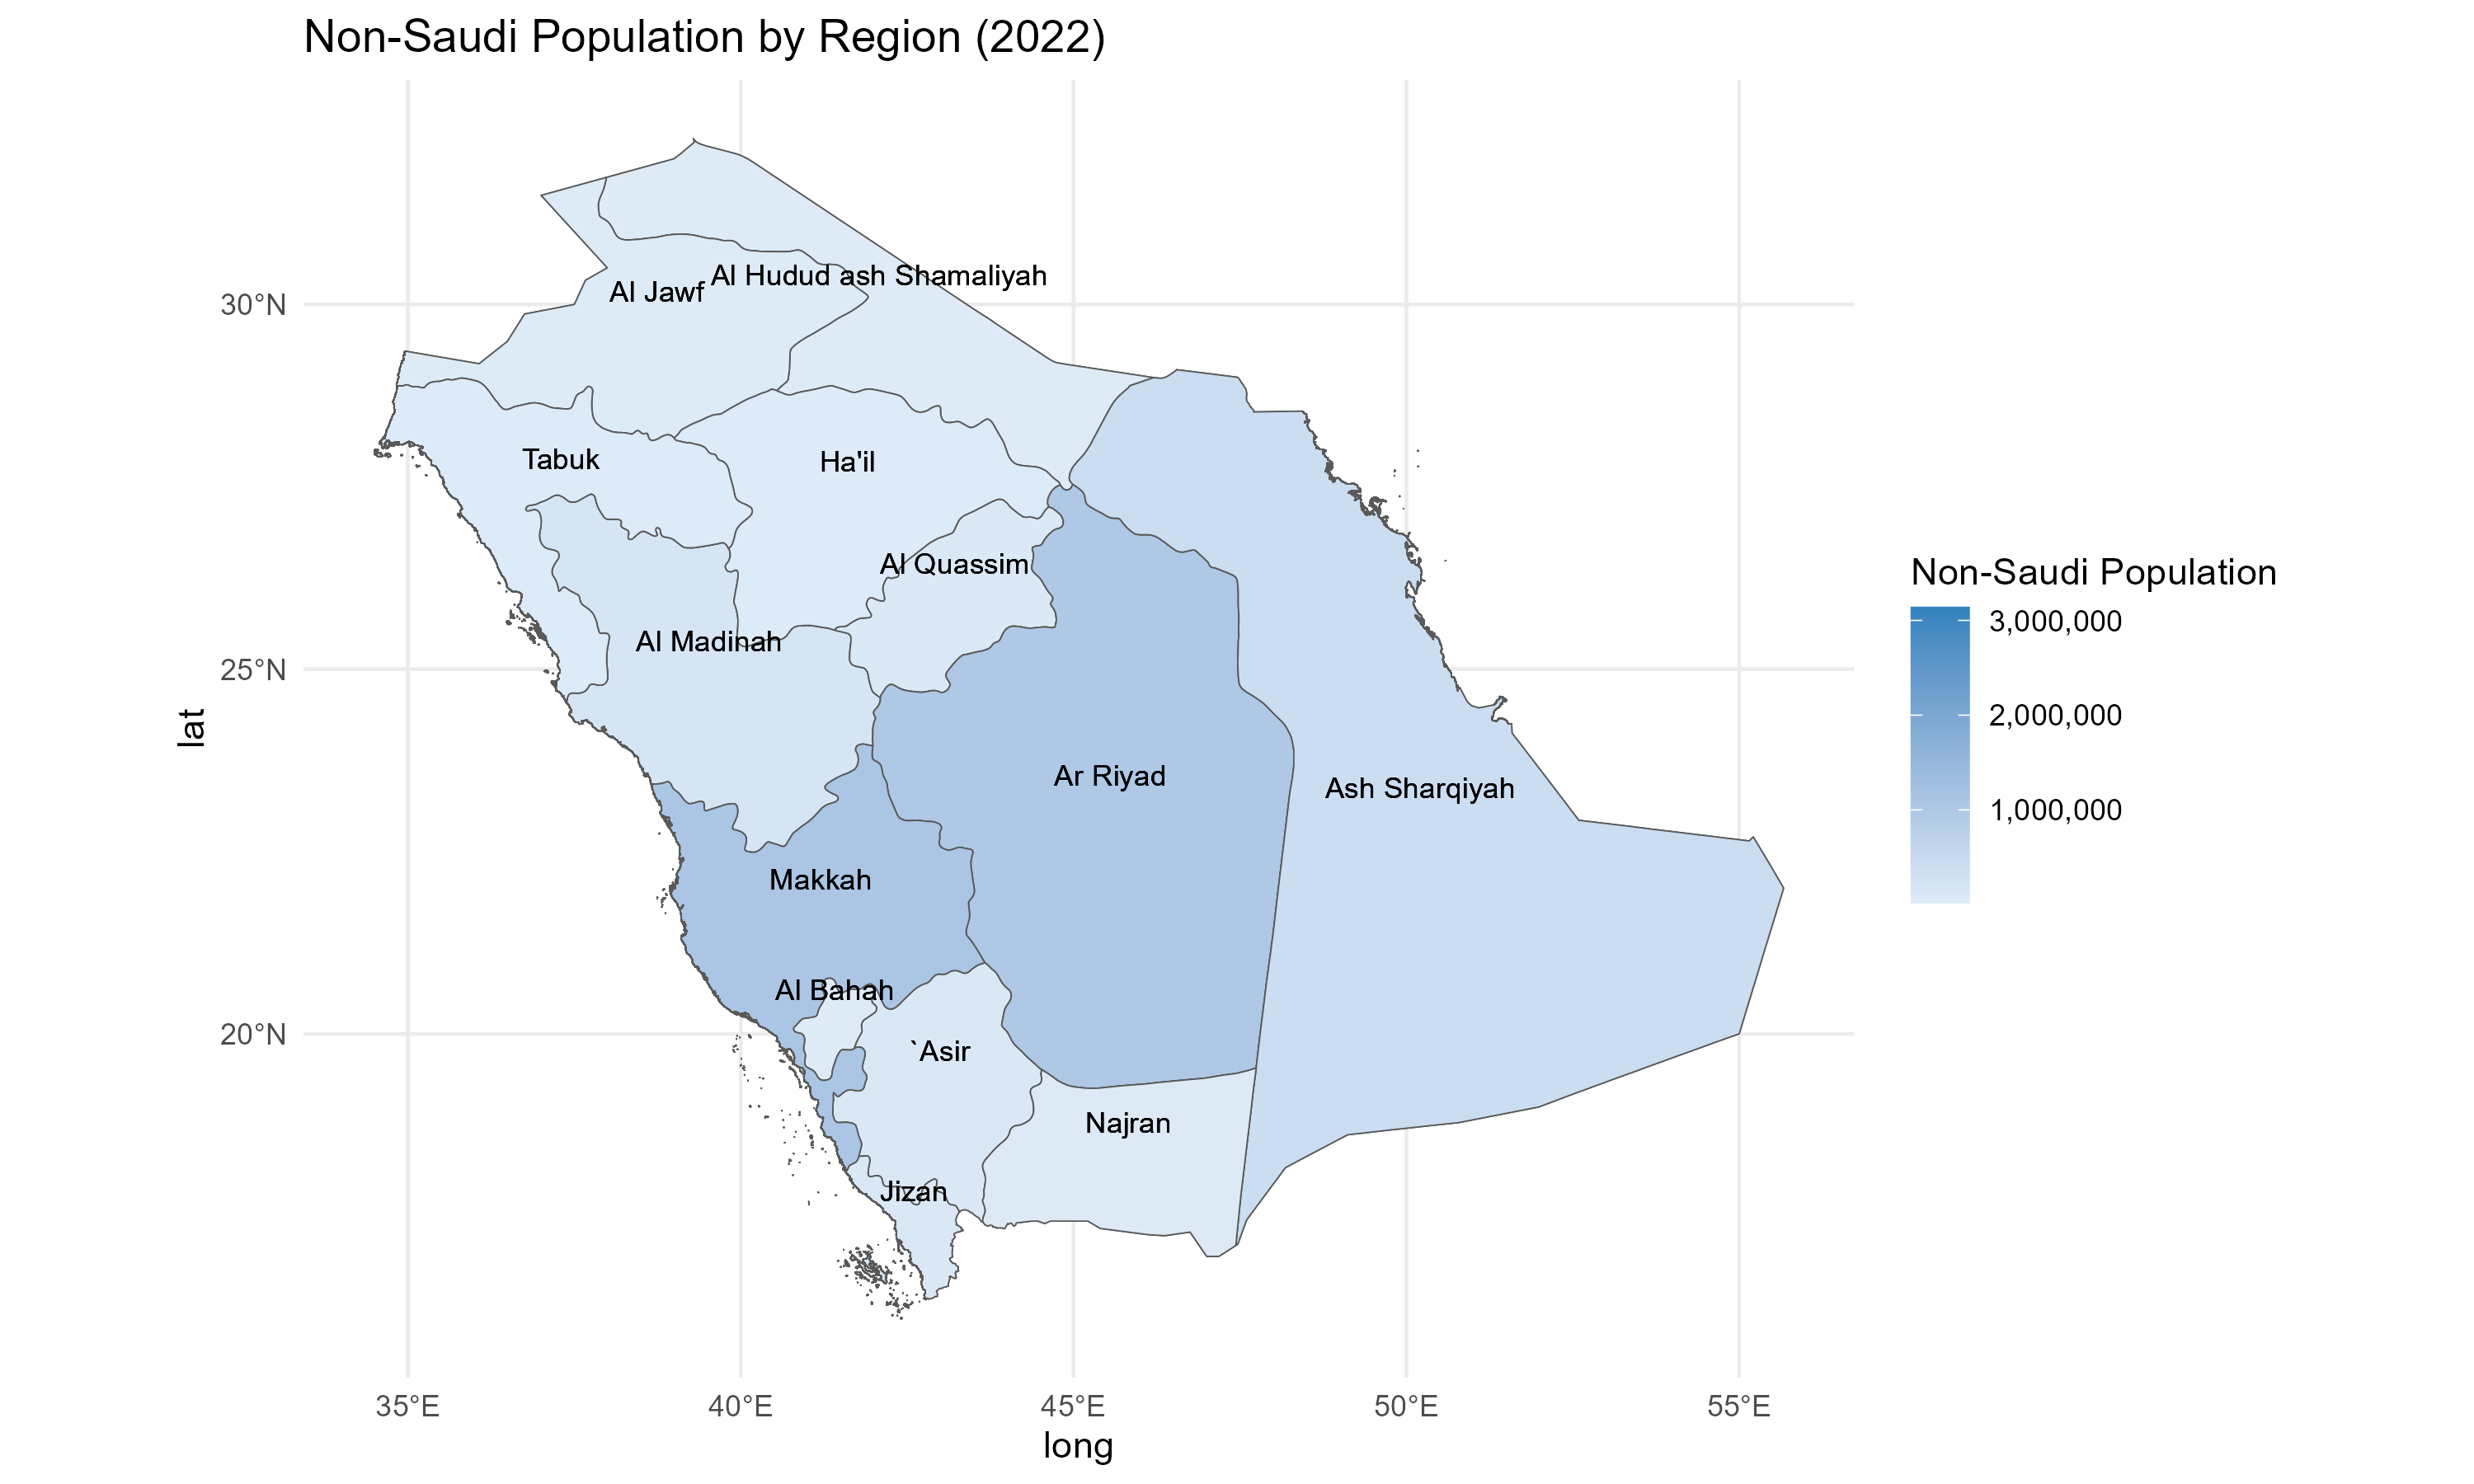 Non-Saudi Population by Region (2022)
Al Hudud ash Shamaliyah
Al Jawf
30°N
Tabuk
Ha'il
Al Quassim
Non-Saudi Population
3,000,000
2,000,000
1,000,000
Al Madinah
25°N
lat
Ar Riyad
Ash Sharqiyah
Makkah
Al Bahah
20°N
`Asir
Najran
Jizan
35°E
40°E
45°E
50°E
55°E
long